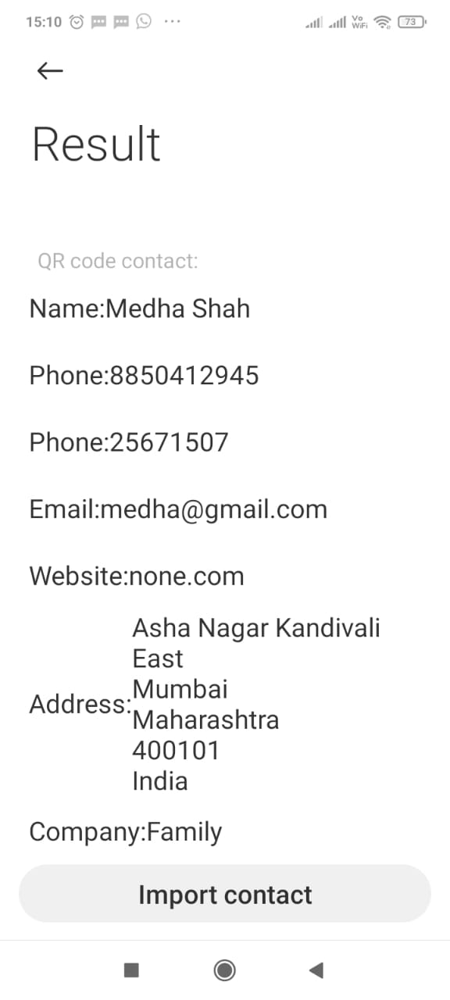 15:10 ... Vo WiFi 73
Result
QR code contact:
Name:Medha Shah
Phone:8850412945
Phone:25671507
Email:medha@gmail.com
Website:none.com
Address:Asha Nagar Kandivali
East
Mumbai
Maharashtra
400101
India
Company:Family
Import contact